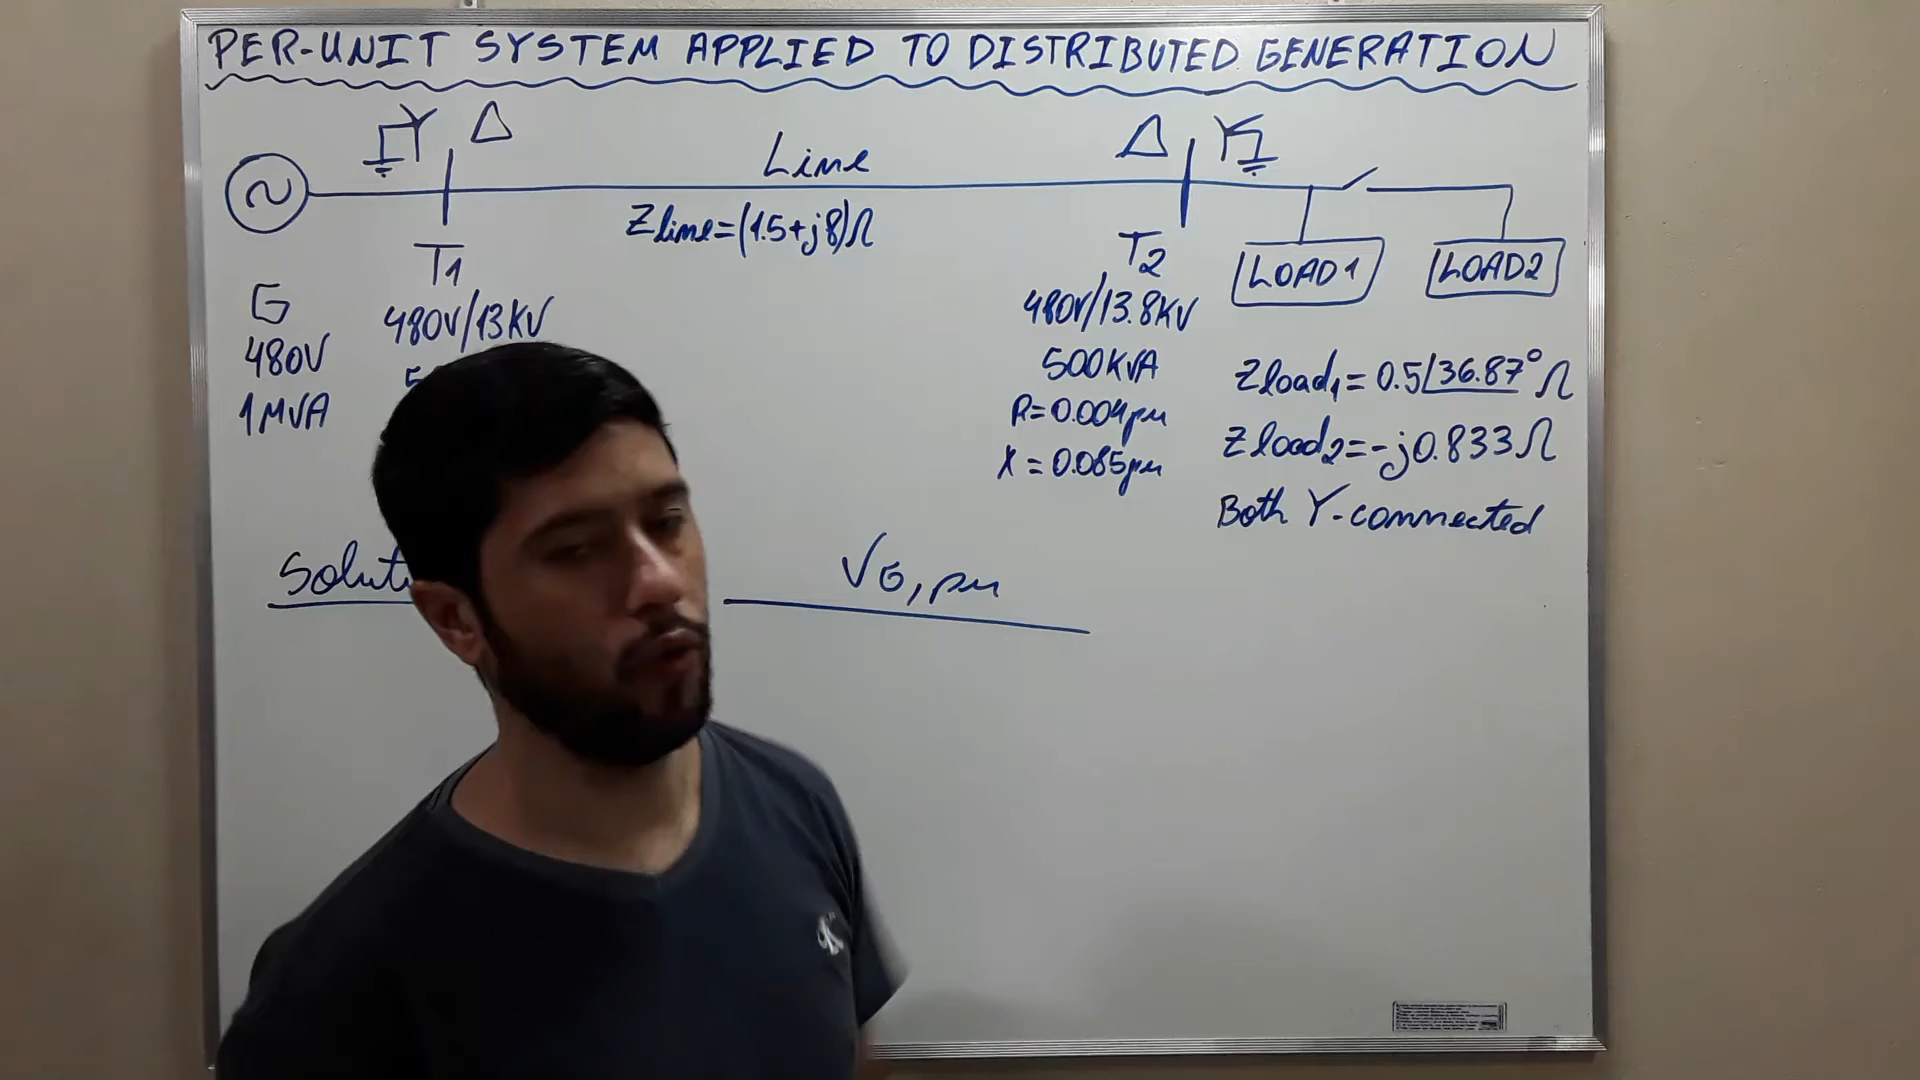 PER-UNIT SYSTEM APPLIED TO DISTRIBUTED GENERATION
Y Δ Line Δ Y
Zline=(1.5+j8)Ω
T1
T2
LOAD1 LOAD2
G
480V
1MVA
480V/13KV
5
480V/13.8KV
500KVA
R=0.004pu
X=0.085pu
Zload1=0.5∠36.87°Ω
Zload2=-j0.833Ω
Both Y-connected
VG,pu